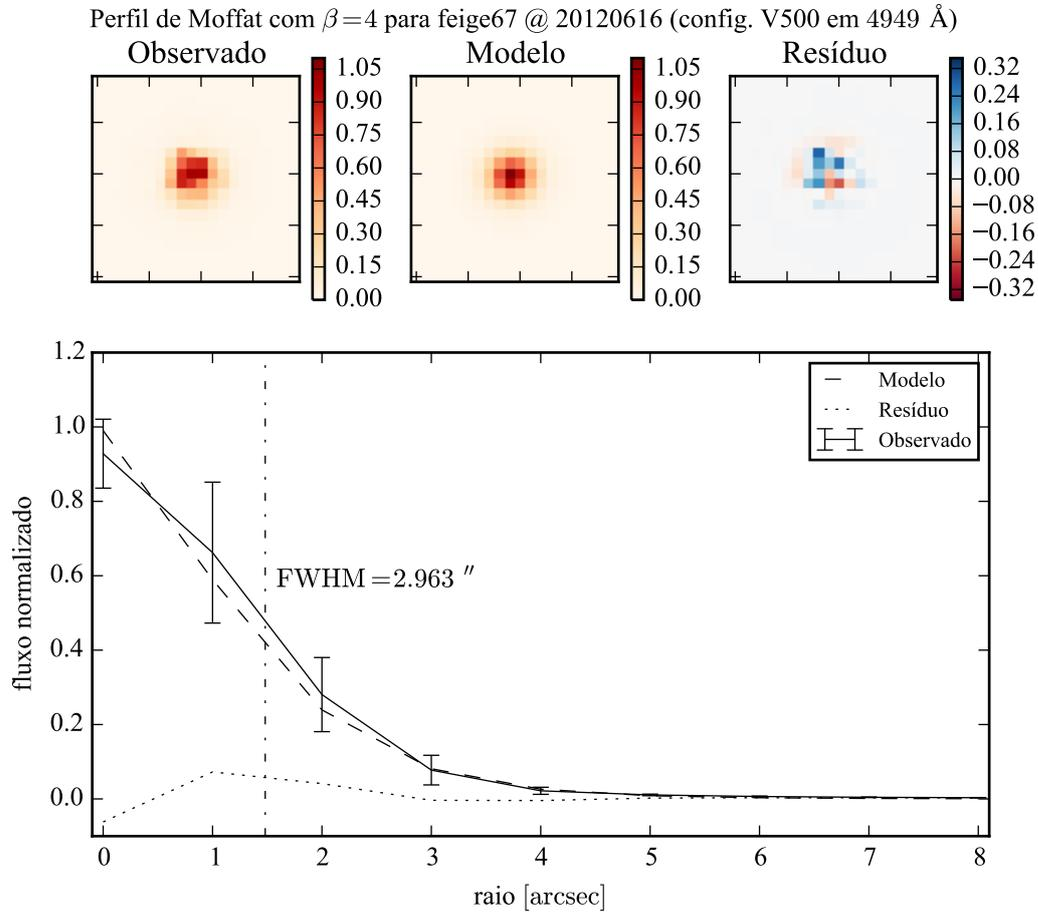 Perfil de Moffat com β=4 para feige67 @ 20120616 (config. V500 em 4949 Å)
Observado
Modelo
Resíduo
1.05
0.90
0.75
0.60
0.45
0.30
0.15
0.00
1.05
0.90
0.75
0.60
0.45
0.30
0.15
0.00
0.32
0.24
0.16
0.08
0.00
−0.08
−0.16
−0.24
−0.32
1.2
1.0
0.8
0.6
0.4
0.2
0.0
fluxo normalizado
Modelo
Resíduo
Observado
FWHM=2.963 ″
0 1 2 3 4 5 6 7 8
raio [arcsec]